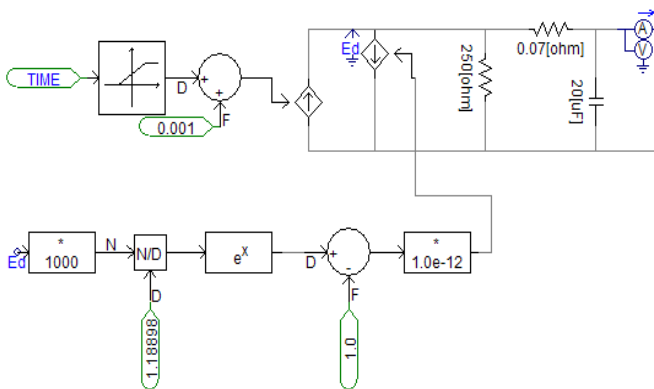 TIME
D
+
+
F
0.001
Ed
250[ohm]
0.07[ohm]
20[uF]
A
V
Ed
*
1000
N
N/D
D
1.18898
e^x
D
+
-
F
1.0
*
1.0e-12